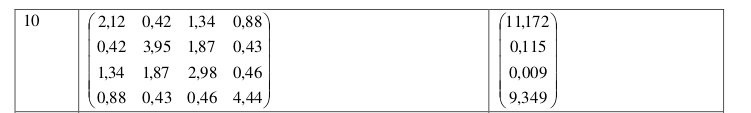 10
2,12 0,42 1,34 0,88 11,172
0,42 3,95 1,87 0,43 0,115
1,34 1,87 2,98 0,46 0,009
0,88 0,43 0,46 4,44 9,349